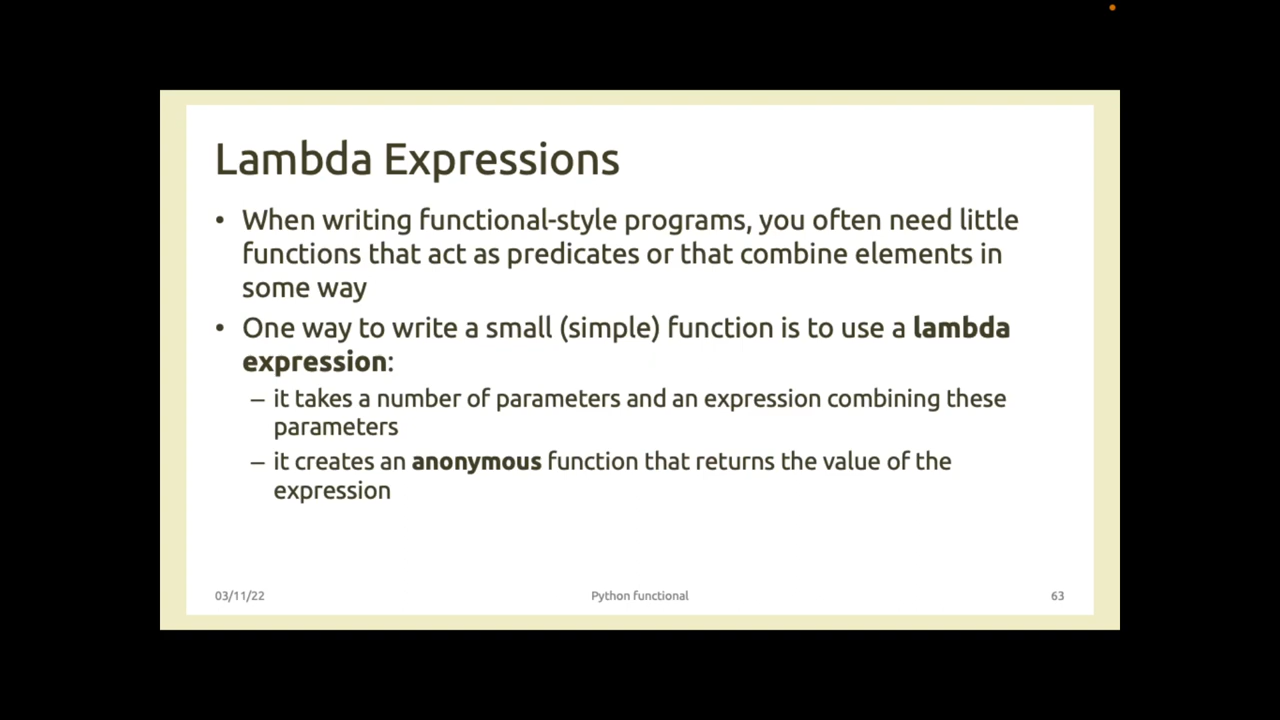 Lambda Expressions
• When writing functional-style programs, you often need little
functions that act as predicates or that combine elements in
some way
• One way to write a small (simple) function is to use a lambda
expression:
– it takes a number of parameters and an expression combining these
parameters
– it creates an anonymous function that returns the value of the
expression
03/11/22 Python functional 63